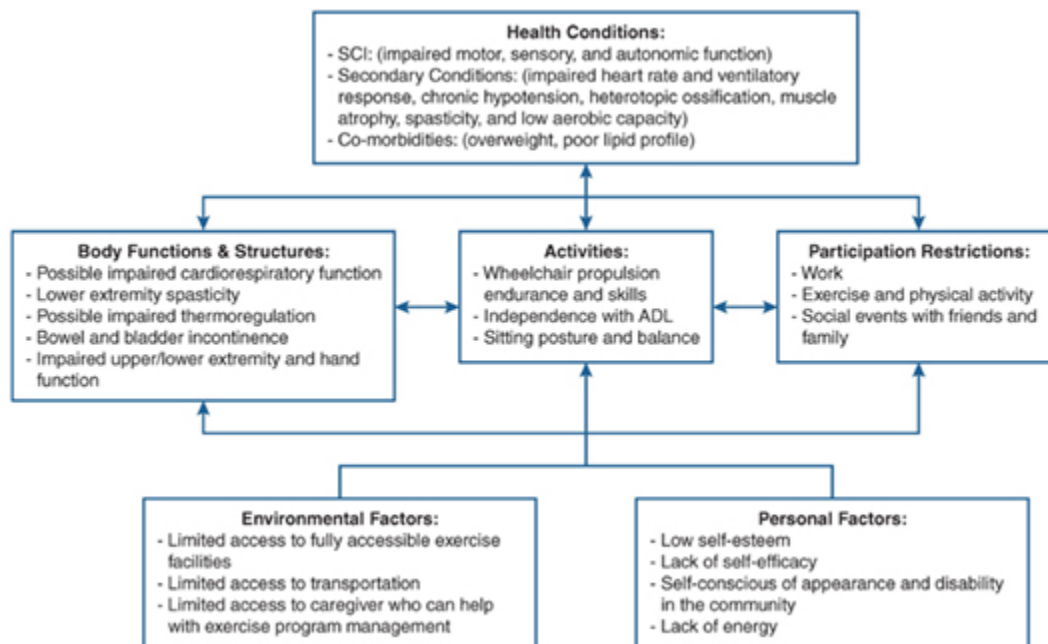 Health Conditions:
- SCI: (impaired motor, sensory, and autonomic function)
- Secondary Conditions: (impaired heart rate and ventilatory
response, chronic hypotension, heterotopic ossification, muscle
atrophy, spasticity, and low aerobic capacity)
- Co-morbidities: (overweight, poor lipid profile)
Body Functions & Structures:
- Possible impaired cardiorespiratory function
- Lower extremity spasticity
- Possible impaired thermoregulation
- Bowel and bladder incontinence
- Impaired upper/lower extremity and hand
function
Activities:
- Wheelchair propulsion
endurance and skills
- Independence with ADL
- Sitting posture and balance
Participation Restrictions:
- Work
- Exercise and physical activity
- Social events with friends and
family
Environmental Factors:
- Limited access to fully accessible exercise
facilities
- Limited access to transportation
- Limited access to caregiver who can help
with exercise program management
Personal Factors:
- Low self-esteem
- Lack of self-efficacy
- Self-conscious of appearance and disability
in the community
- Lack of energy